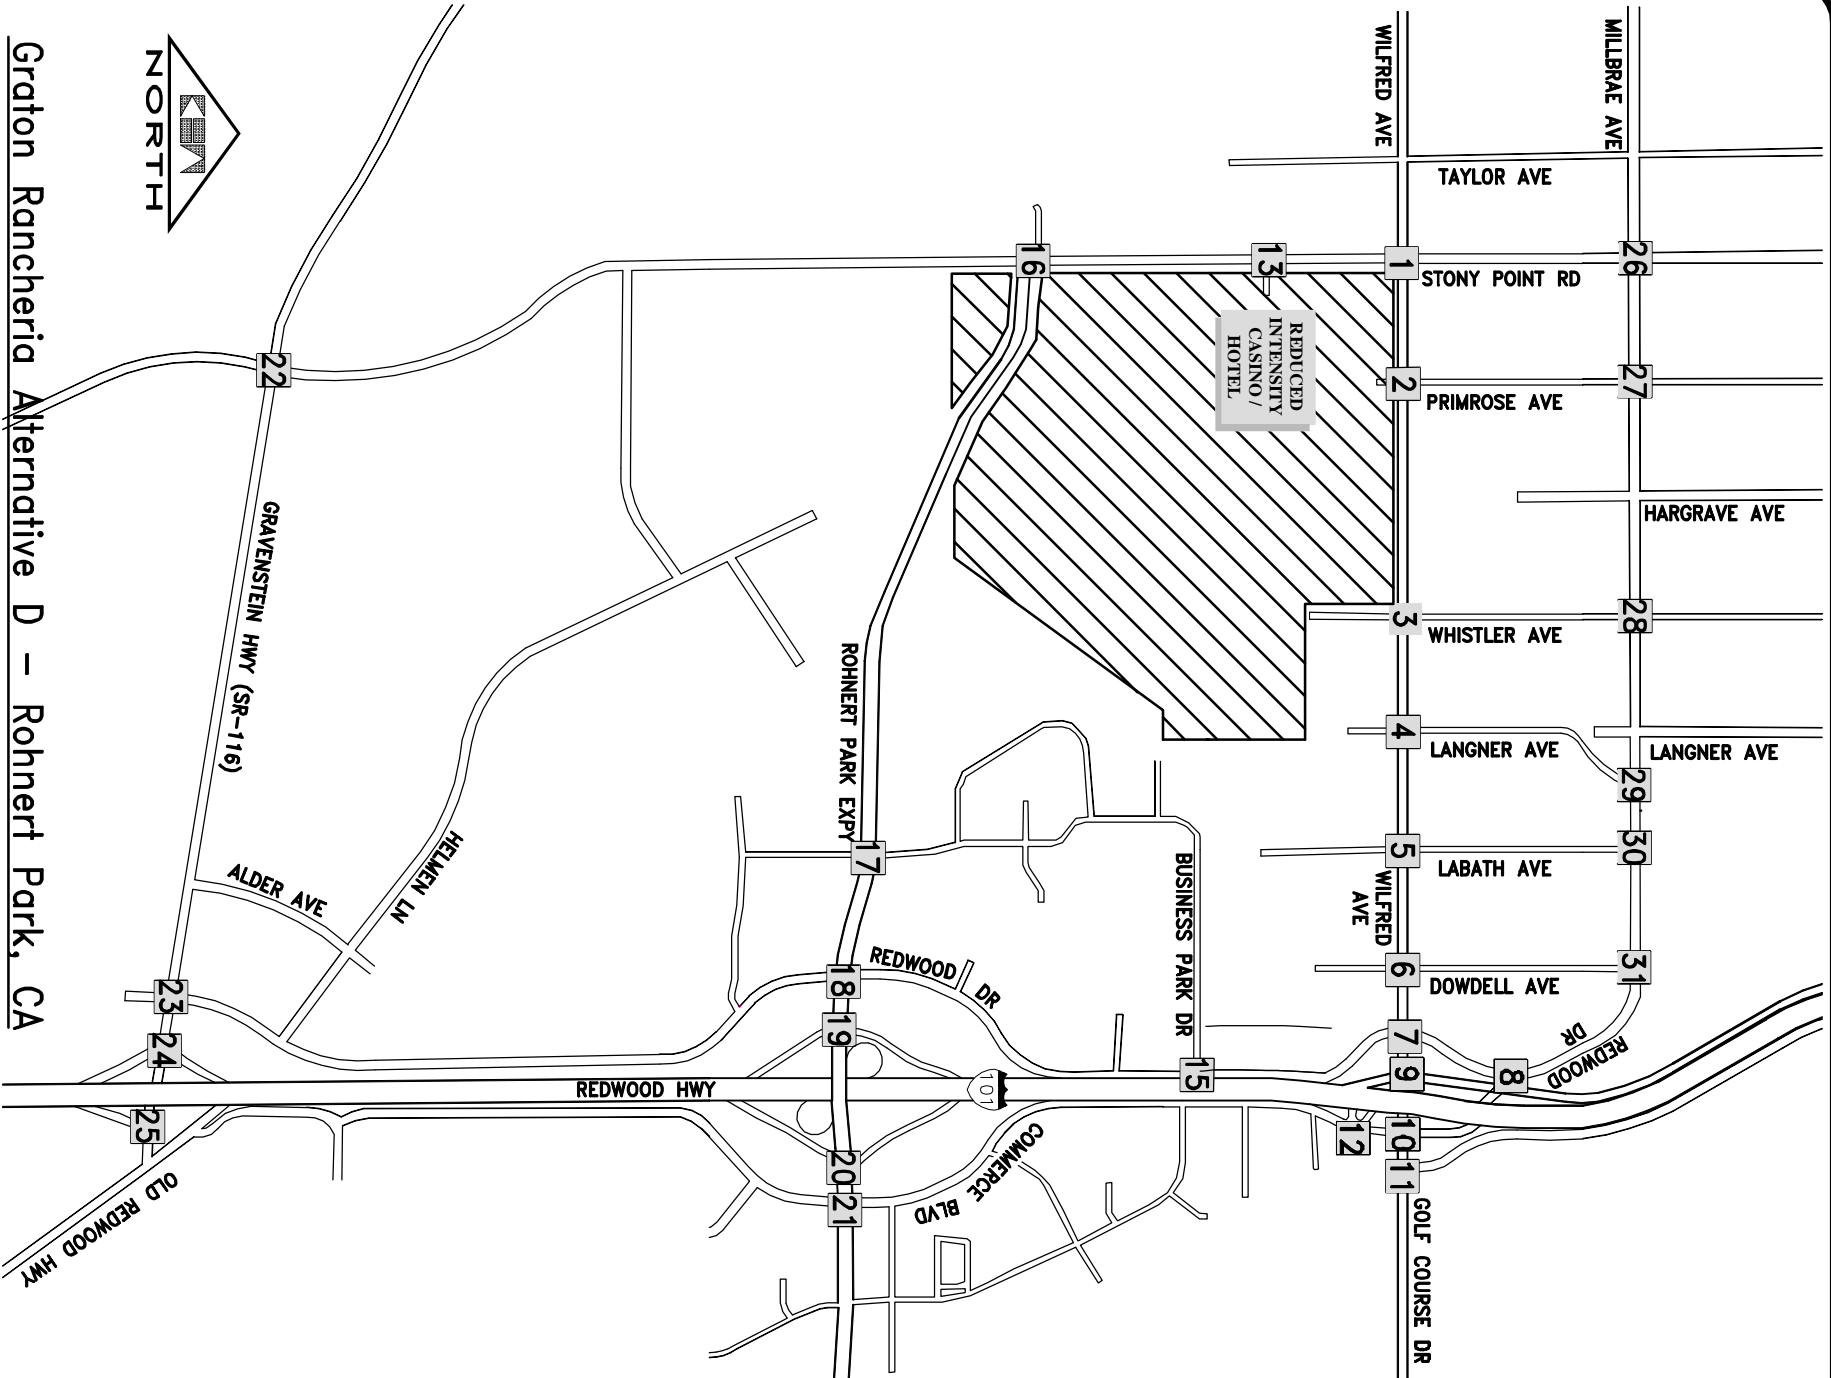 Graton Rancheria Alternative D - Rohnert Park, CA
NORTH
WILFRED AVE
MILLBRAE AVE
TAYLOR AVE
STONY POINT RD
PRIMROSE AVE
HARGRAVE AVE
WHISTLER AVE
LANGNER AVE
LANGNER AVE
LABATH AVE
WILFRED
AVE
DOWDELL AVE
REDWOOD
DR
BUSINESS PARK DR
REDUCED
INTENSITY
CASINO /
HOTEL
ROHNERT PARK EXPY
REDWOOD
DR
REDWOOD HWY
101
COMMERCE BLVD
GOLF COURSE DR
GRAVENSTEIN HWY (SR-116)
HELMEN LN
ALDER AVE
OLD REDWOOD HWY
1
2
3
4
5
6
7
8
9
10
11
12
13
15
16
17
18
19
20
21
22
23
24
25
26
27
28
29
30
31